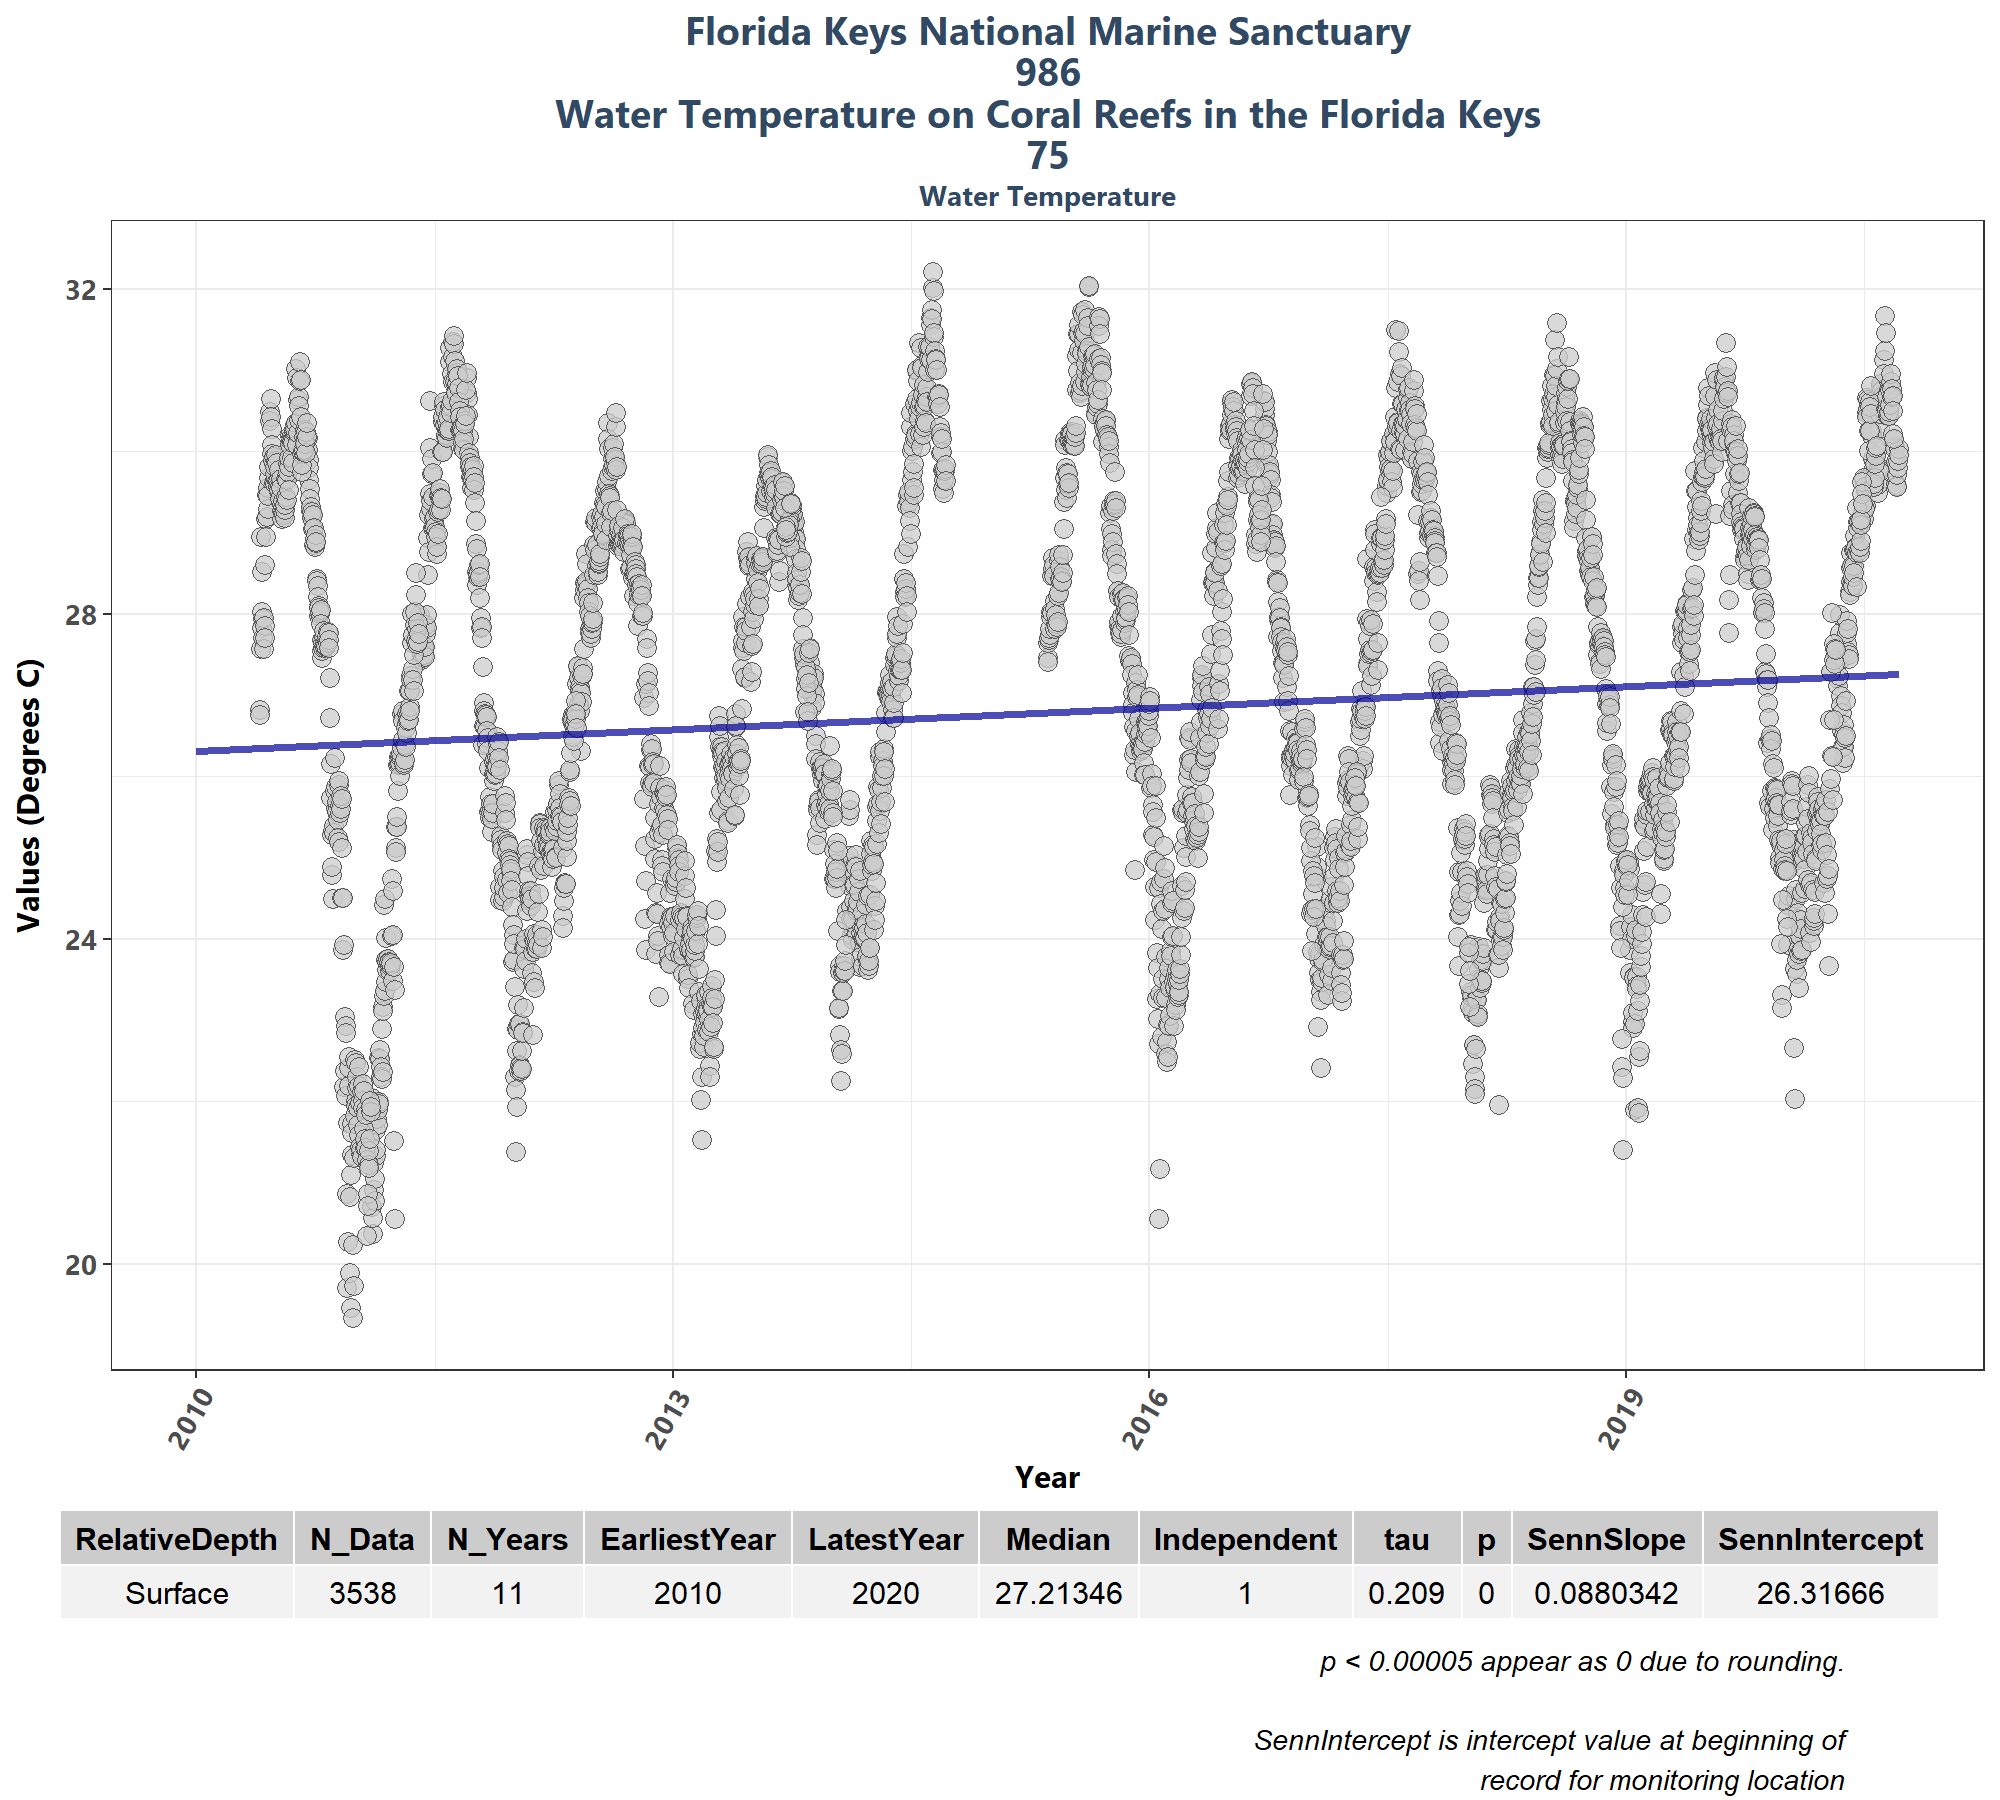 Florida Keys National Marine Sanctuary
986
Water Temperature on Coral Reefs in the Florida Keys
75
Water Temperature
32
28
24
20
Values (Degrees C)
2010
2013
2016
2019
Year
RelativeDepth N_Data N_Years EarliestYear LatestYear Median Independent tau p SennSlope SennIntercept
Surface 3538 11 2010 2020 27.21346 1 0.209 0 0.0880342 26.31666
p < 0.00005 appear as 0 due to rounding.
SennIntercept is intercept value at beginning of
record for monitoring location